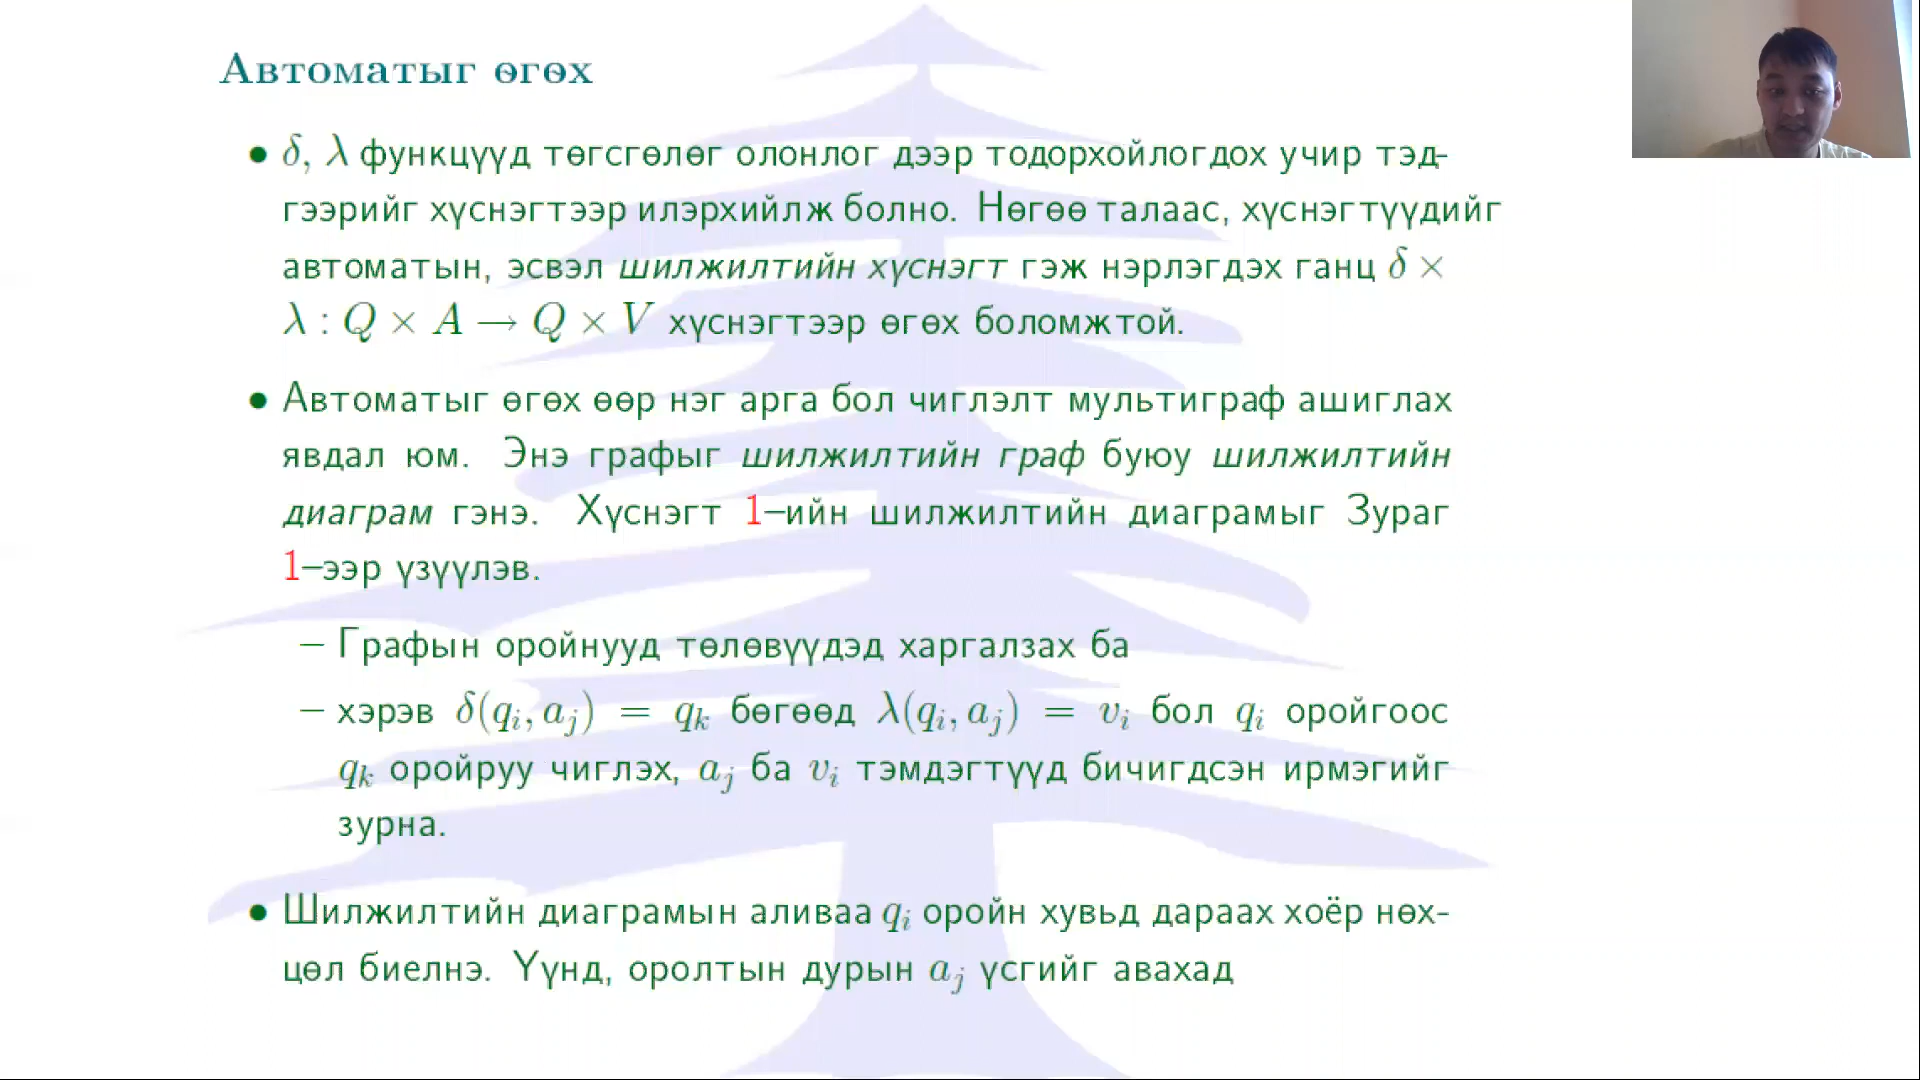 Автоматыг өгөх
• δ, λ функцүүд төгсгөлөг олонлог дээр тодорхойлогдох учир тэд-
гээрийг хүснэгтээр илэрхийлж болно. Нөгөө талаас, хүснэгтүүдийг
автоматын, эсвэл шилжилтийн хүснэгт гэж нэрлэгдэх ганц δ ×
λ : Q × A → Q × V хүснэгтээр өгөх боломжтой.
• Автоматыг өгөх өөр нэг арга бол чиглэлт мультиграф ашиглах
явдал юм. Энэ графыг шилжилтийн граф буюу шилжилтийн
диаграм гэнэ. Хүснэгт 1–ийн шилжилтийн диаграмыг Зураг
1–ээр үзүүлэв.
– Графын оройнууд төлөвүүдэд харгалзах ба
– хэрэв δ(qᵢ, aⱼ) = qₖ бөгөөд λ(qᵢ, aⱼ) = vᵢ бол qᵢ оройгоос
qₖ оройруу чиглэх, aⱼ ба vᵢ тэмдэгтүүд бичигдсэн ирмэгийг
зурна.
• Шилжилтийн диаграмын аливаа qᵢ оройн хувьд дараах хоёр нөх-
цөл биелнэ. Үүнд, оролтын дурын aⱼ үсгийг авахад